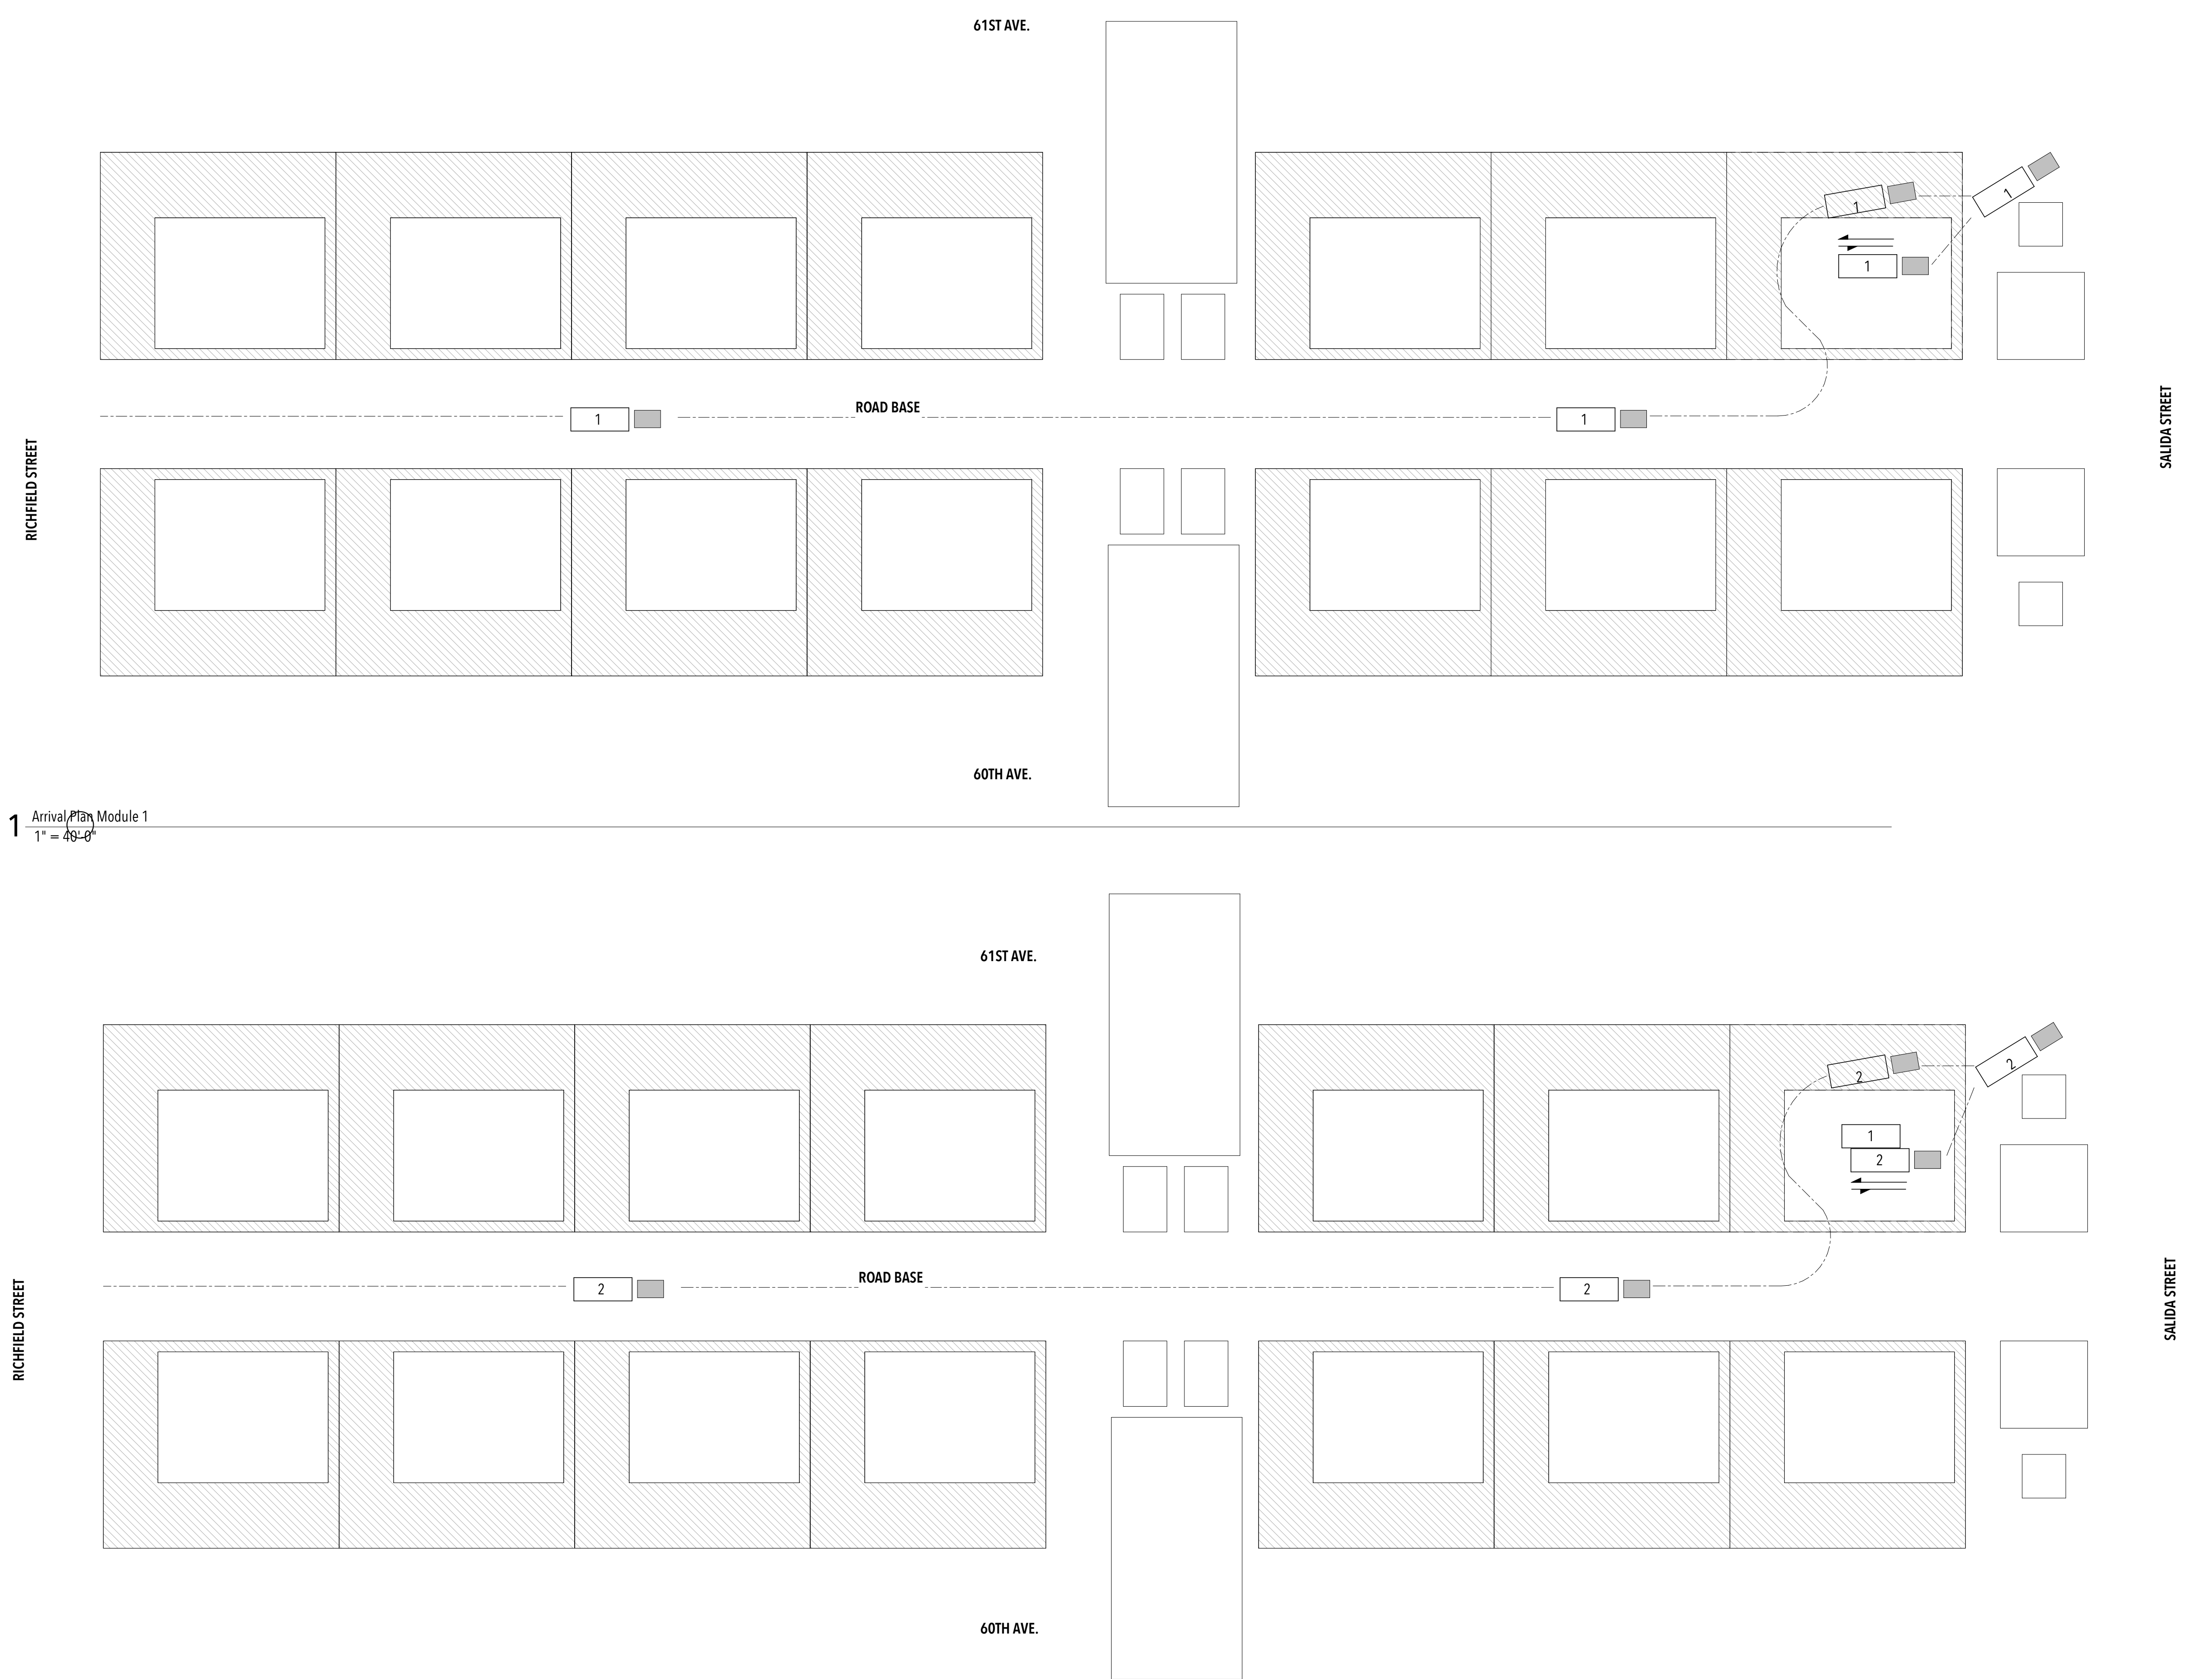 61ST AVE.
1
1
1
1
ROAD BASE
1
RICHFIELD STREET
SALIDA STREET
60TH AVE.
1
Arrival Plan Module 1
1" = 40'-0"
61ST AVE.
2
2
1
2
2
ROAD BASE
2
RICHFIELD STREET
SALIDA STREET
60TH AVE.